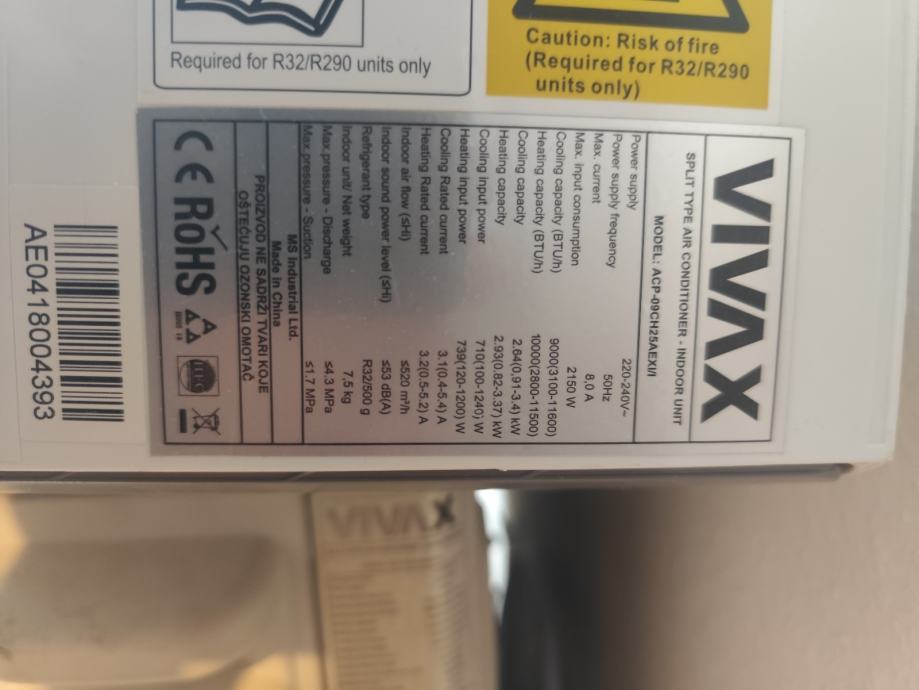 Required for R32/R290 units only
Caution: Risk of fire
(Required for R32/R290
units only)
VIVAX
SPLIT TYPE AIR CONDITIONER - INDOOR UNIT
MODEL: ACP-09CH25AEXI/I
Power supply 220-240V~
Power supply frequency 50Hz
Max. current 8,0 A
Max. input consumption 2150 W
Cooling capacity (BTU/h) 9000(3100-11600)
Heating capacity (BTU/h) 10000(2800-11500)
Cooling capacity 2.64(0,91-3.4) kW
Heating capacity 2.93(0.82-3.37) kW
Cooling input power 710(100-1240) W
Heating input power 739(120-1200) W
Cooling Rated current 3.1(0.4-5.4) A
Heating Rated current 3.2(0.5-5.2) A
Indoor air flow (≤Hi) ≤520 m³/h
Indoor sound power level (≤Hi) ≤53 dB(A)
Refrigerant type R32/500 g
Indoor unit/ Net weight 7,5 kg
Max.pressure - Discharge ≤4.3 MPa
Max.pressure - Suction ≤1.7 MPa
MS Industrial Ltd.
Made in China
PROIZVOD NE SADRŽI TVARI KOJE
OŠTEĆUJU OZONSKI OMOTAČ
CE RoHS
AE0418004393
VIVAX